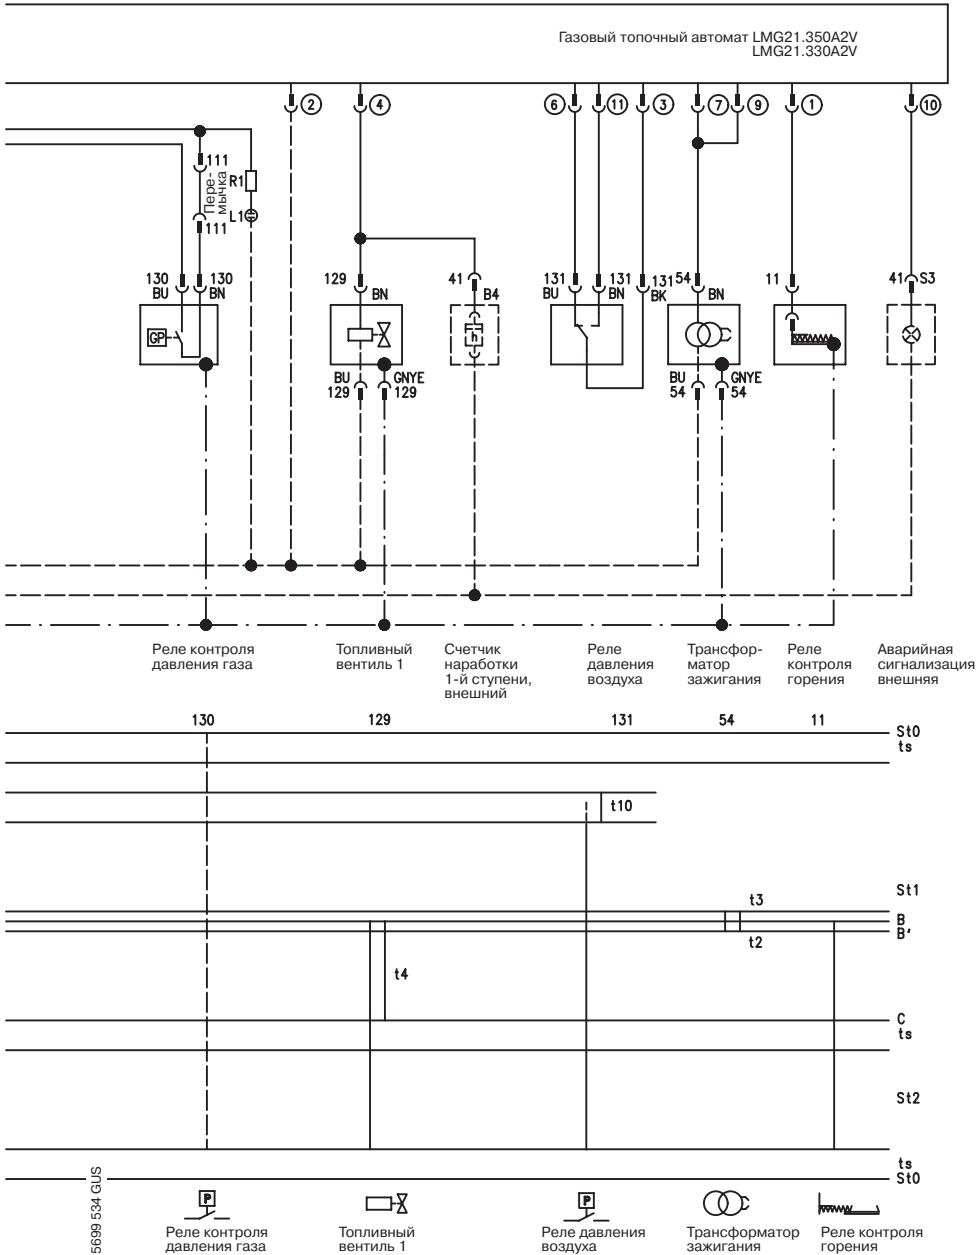 Газовый топочный автомат LMG21.350A2V
LMG21.330A2V
2 4 6 11 3 7 9 1 10
111
Пере-
мычка
R1
L1
111
130 130
BU BN
129
BN
41
B4
131 131 131
BU BN BK
54
BN
11
41 S3
GP
h
BU GNYE
129 129
BU GNYE
54 54
Реле контроля
давления газа
Топливный
вентиль 1
Счетчик
наработки
1-й ступени,
внешний
Реле
давления
воздуха
Трансфор-
матор
зажигания
Реле
контроля
горения
Аварийная
сигнализация
внешняя
130 129 131 54 11
St0
ts
t10
St1
t3
B
B'
t2
t4
C
ts
St2
ts
St0
5699 534 GUS
P
Реле контроля
давления газа
Топливный
вентиль 1
P
Реле давления
воздуха
Трансформатор
зажигания
Реле контроля
горения